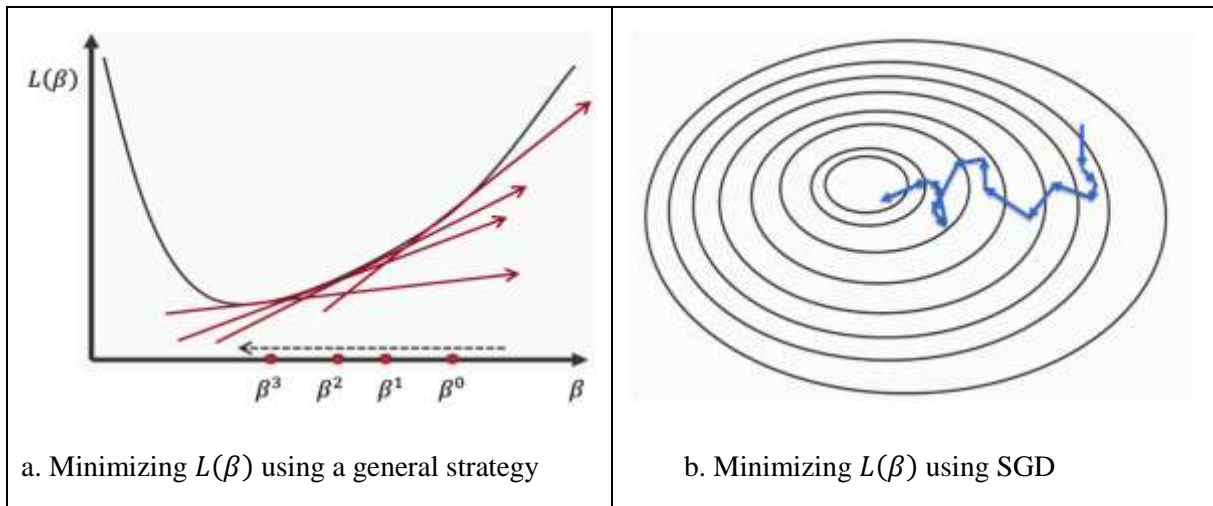 L(β)
β³ β² β¹ β⁰ β
a. Minimizing L(β) using a general strategy
b. Minimizing L(β) using SGD